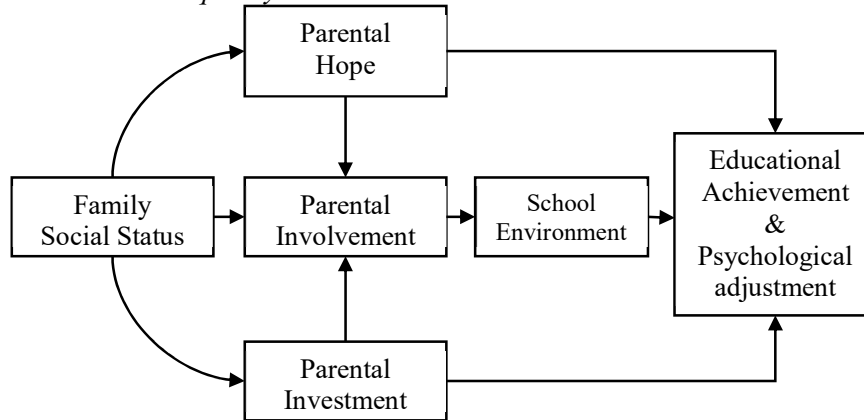 Parental
Hope
Family
Social Status
Parental
Involvement
School
Environment
Educational
Achievement
&
Psychological
adjustment
Parental
Investment